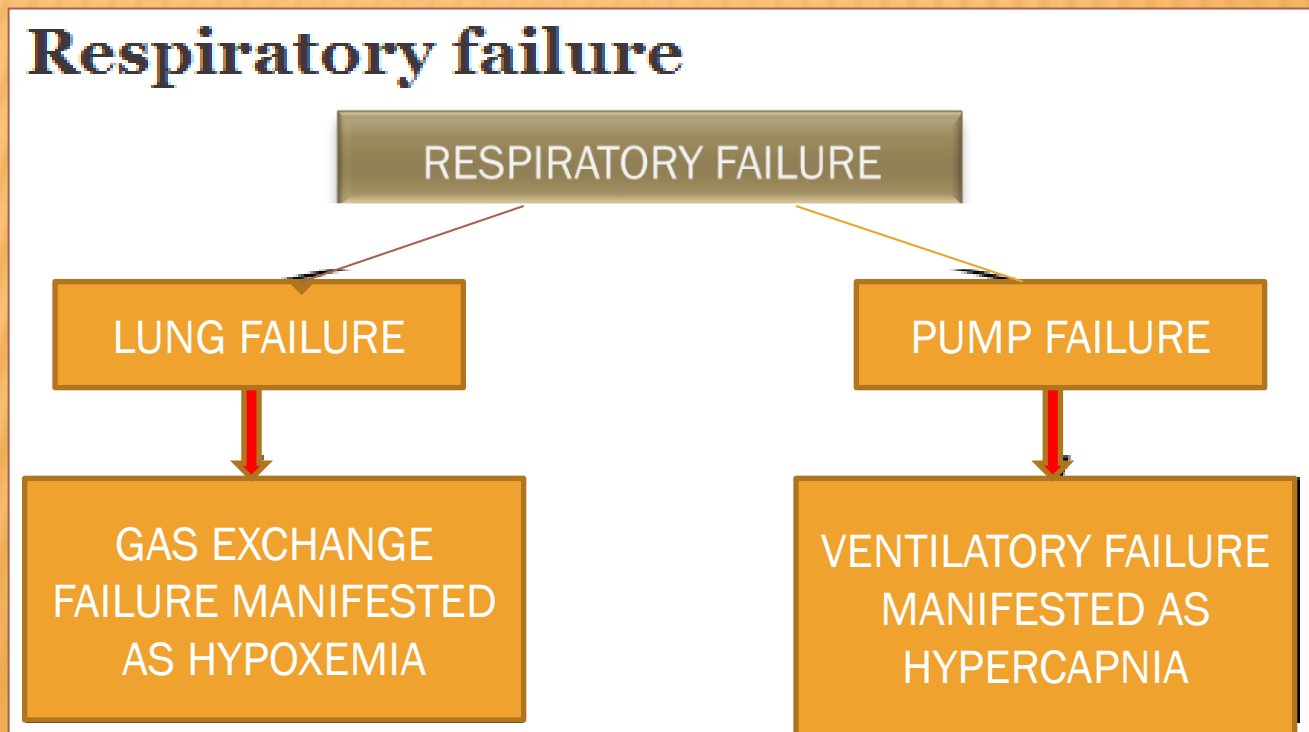 Respiratory failure
RESPIRATORY FAILURE
LUNG FAILURE
PUMP FAILURE
GAS EXCHANGE
FAILURE MANIFESTED
AS HYPOXEMIA
VENTILATORY FAILURE
MANIFESTED AS
HYPERCAPNIA